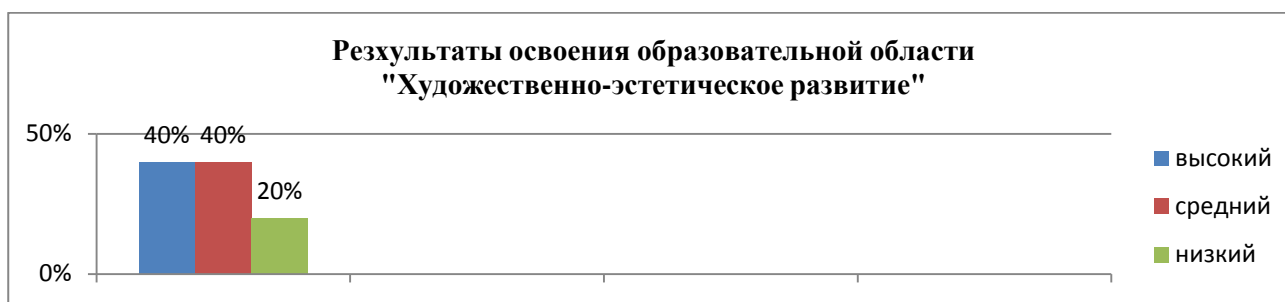 Резхультаты освоения образовательной области
"Художественно-эстетическое развитие"
50%
40% 40%
20%
0%
высокий
средний
низкий